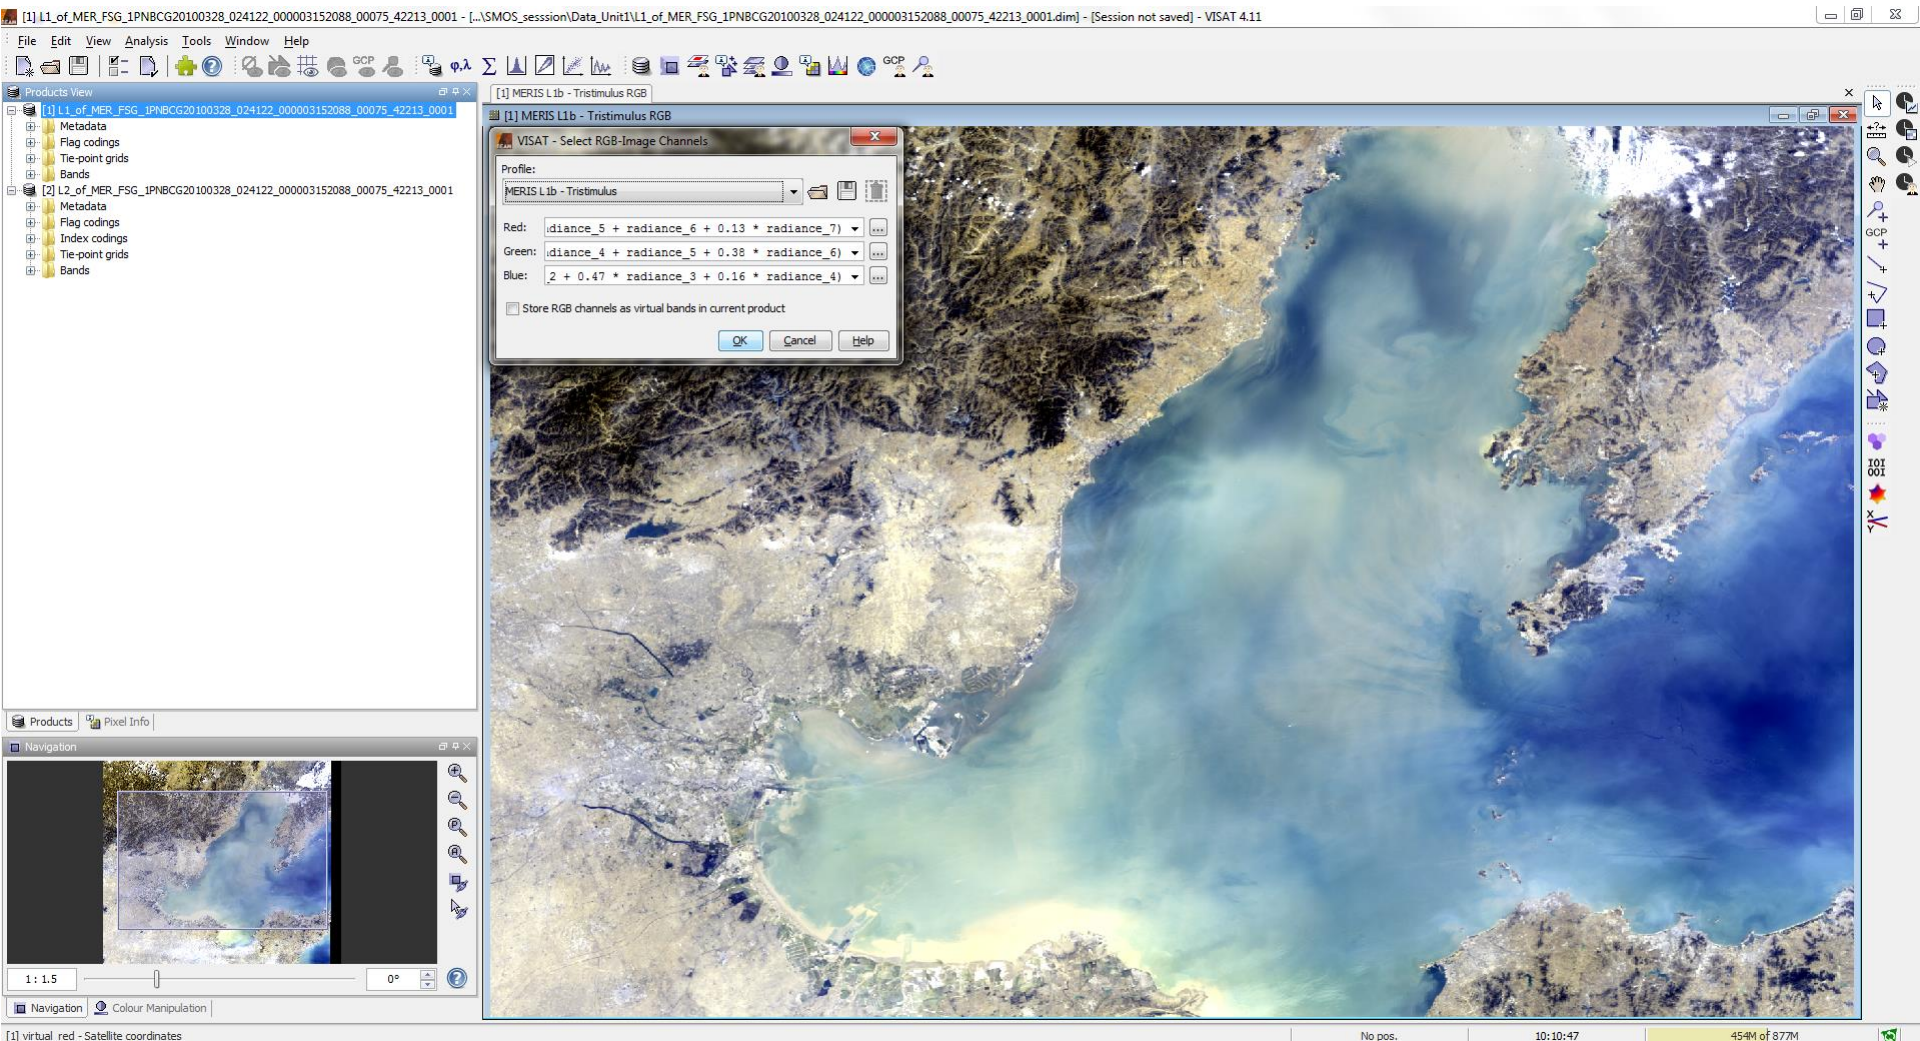 [1] L1_of_MER_FSG_1PNBCG20100328_024122_000003152088_00075_42213_0001 - [...\SMOS_sesssion\Data_Unit1\L1_of_MER_FSG_1PNBCG20100328_024122_000003152088_00075_42213_0001.dim] - [Session not saved] - VISAT 4.11
File Edit View Analysis Tools Window Help
GCP φ,λ Σ GCP
Products View
[1] L1_of_MER_FSG_1PNBCG20100328_024122_000003152088_00075_42213_0001
Metadata
Flag codings
Tie-point grids
Bands
[2] L2_of_MER_FSG_1PNBCG20100328_024122_000003152088_00075_42213_0001
Metadata
Flag codings
Index codings
Tie-point grids
Bands
Products Pixel Info
Navigation
1 : 1.5 0°
Navigation Colour Manipulation
[1] MERIS L1b - Tristimulus RGB
[1] MERIS L1b - Tristimulus RGB
VISAT - Select RGB-Image Channels
Profile:
MERIS L1b - Tristimulus
Red: diance_5 + radiance_6 + 0.13 * radiance_7) ...
Green: diance_4 + radiance_5 + 0.38 * radiance_6) ...
Blue: _2 + 0.47 * radiance_3 + 0.16 * radiance_4) ...
Store RGB channels as virtual bands in current product
OK Cancel Help
GCP
IOI
OOI
X
Y
[1] virtual_red - Satellite coordinates No pos. 10:10:47 454M of 877M